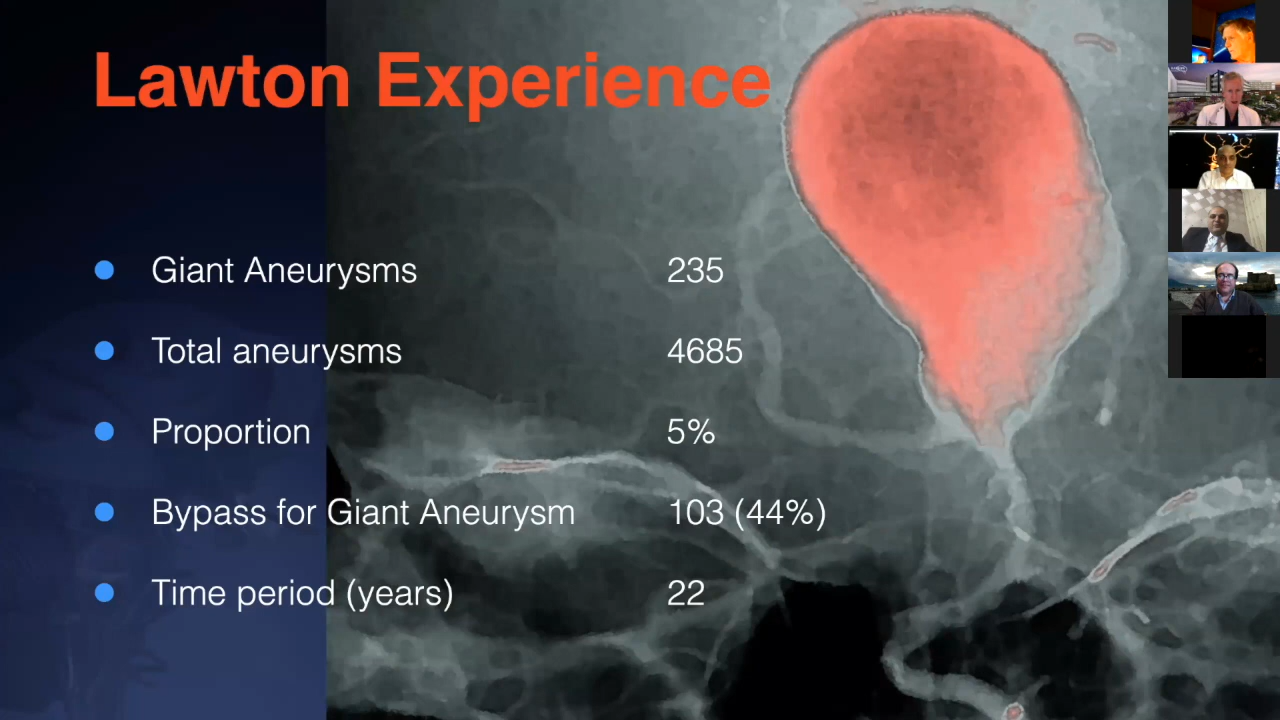 Lawton Experience
Giant Aneurysms 235
Total aneurysms 4685
Proportion 5%
Bypass for Giant Aneurysm 103 (44%)
Time period (years) 22